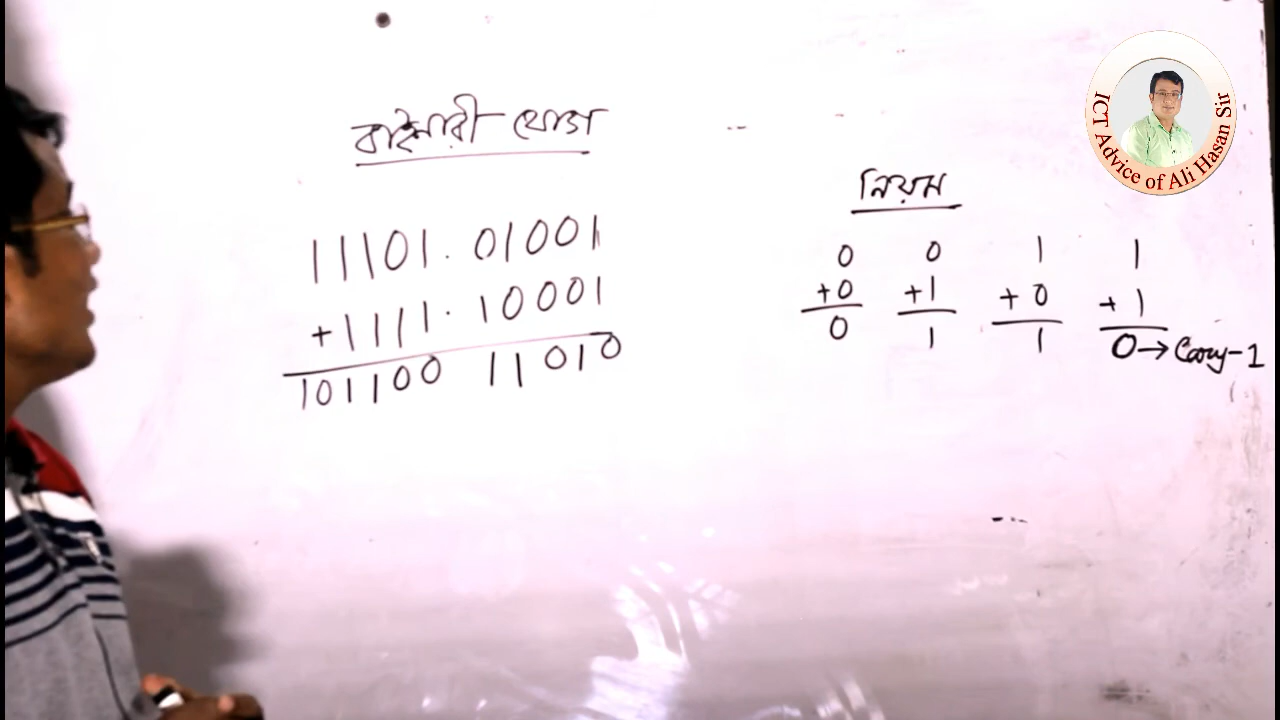 বাইনারী যোগ
11101.01001
+1111.10001
101100 11010
নিয়ম
0 0 1 1
+0 +1 +0 +1
0 1 1 0→Carry-1
ICT Advice of Ali Hasan Sir